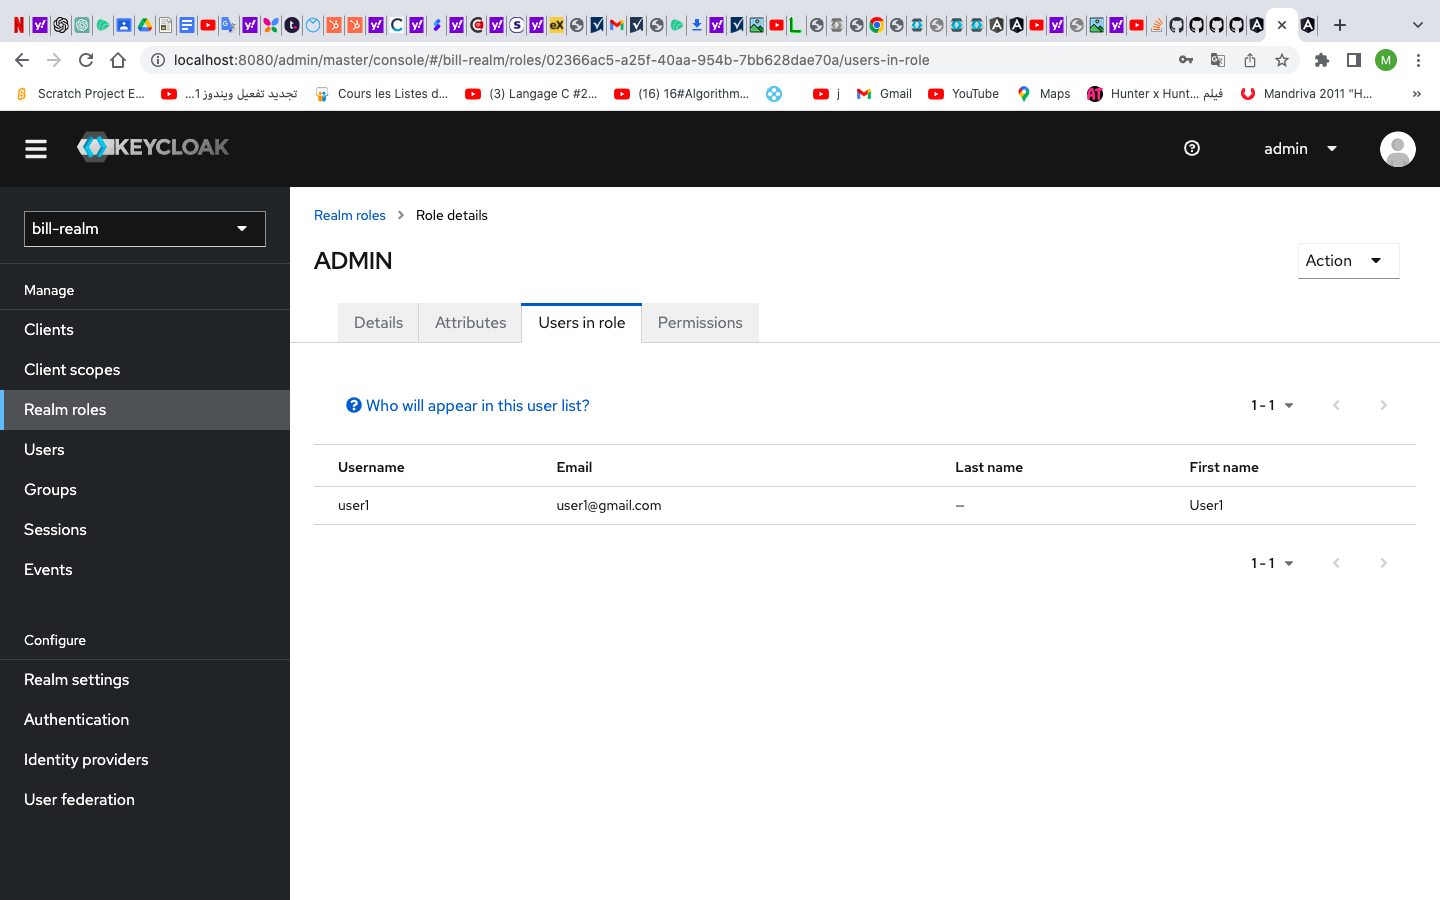 localhost:8080/admin/master/console/#/bill-realm/roles/02366ac5-a25f-40aa-954b-7bb628dae70a/users-in-role
M
Scratch Project E...
تجديد تفعيل ويندوز 1...
Cours les Listes d...
(3) Langage C #2...
(16) 16#Algorithm...
j
Gmail
YouTube
Maps
Hunter x Hunt... فيلم
Mandriva 2011 "H...
»
KEYCLOAK
admin
bill-realm
Manage
Clients
Client scopes
Realm roles
Users
Groups
Sessions
Events
Configure
Realm settings
Authentication
Identity providers
User federation
Realm roles > Role details
ADMIN
Action
Details Attributes Users in role Permissions
Who will appear in this user list?
1 - 1
Username Email Last name First name
user1 user1@gmail.com — User1
1 - 1